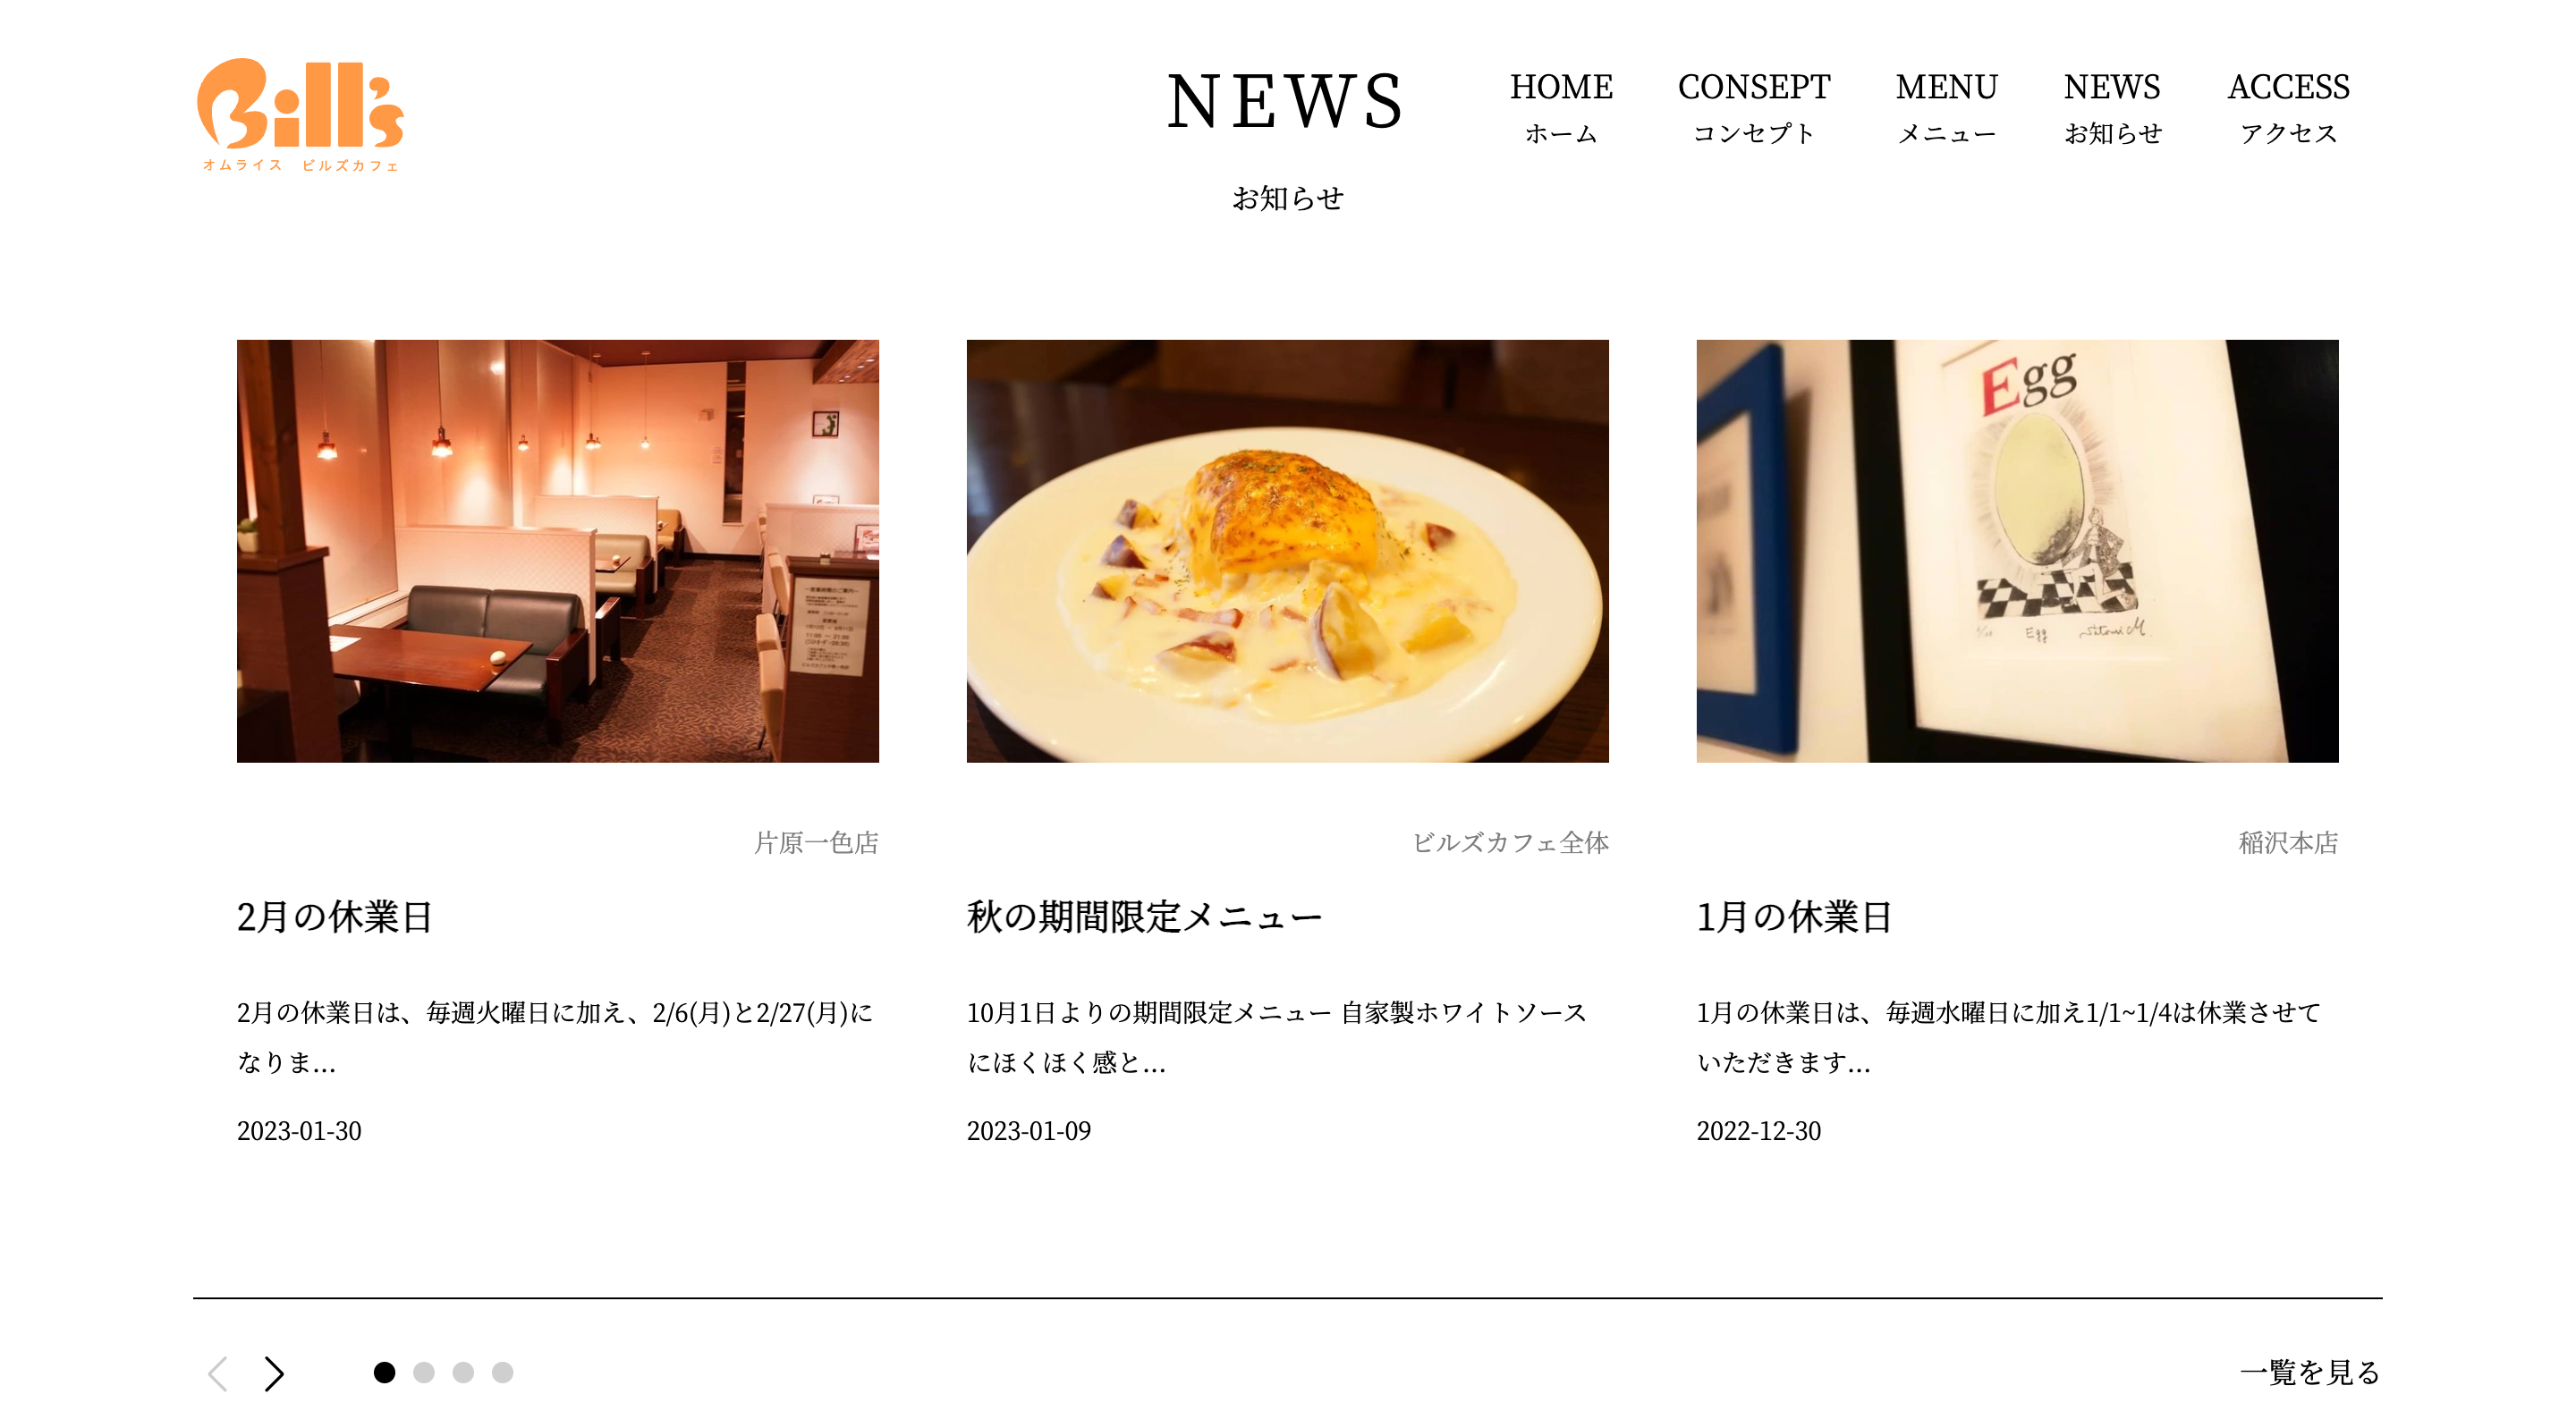 Bill's
オムライス ビルズカフェ
NEWS
お知らせ
HOME
ホーム
CONSEPT
コンセプト
MENU
メニュー
NEWS
お知らせ
ACCESS
アクセス
Egg
Egg
片原一色店
2月の休業日
2月の休業日は、毎週火曜日に加え、2/6(月)と2/27(月)に
なりま...
2023-01-30
ビルズカフェ全体
秋の期間限定メニュー
10月1日よりの期間限定メニュー 自家製ホワイトソース
にほくほく感と...
2023-01-09
稲沢本店
1月の休業日
1月の休業日は、毎週水曜日に加え1/1~1/4は休業させて
いただきます...
2022-12-30
一覧を見る